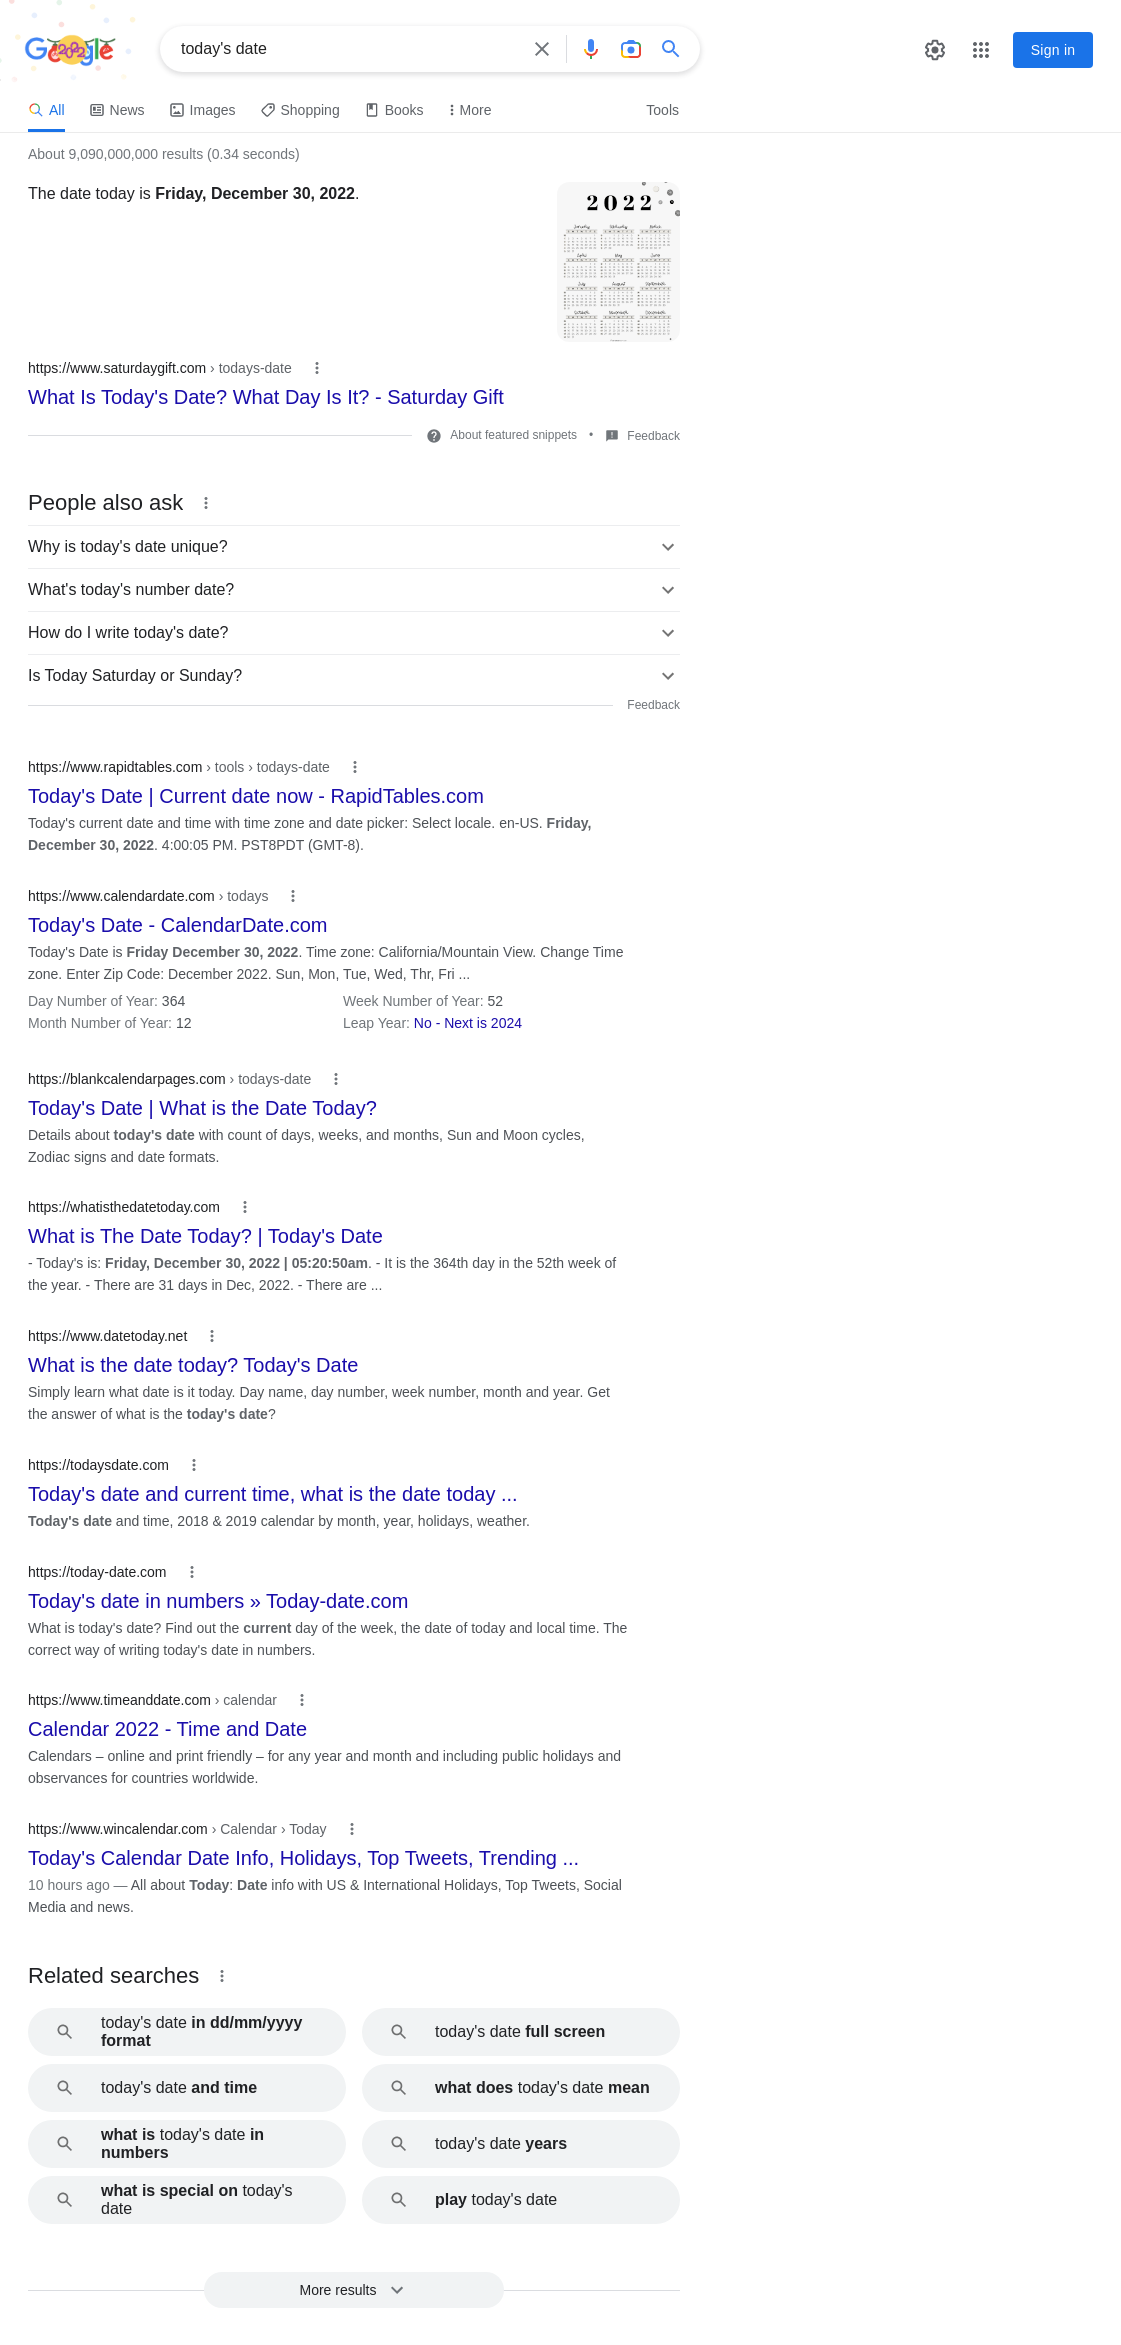 Google
today's date
Sign in
All
News
Images
Shopping
Books
More
Tools
About 9,090,000,000 results (0.34 seconds)
The date today is Friday, December 30, 2022.
2022
https://www.saturdaygift.com › todays-date
What Is Today's Date? What Day Is It? - Saturday Gift
About featured snippets • Feedback
People also ask
Why is today's date unique?
What's today's number date?
How do I write today's date?
Is Today Saturday or Sunday?
Feedback
https://www.rapidtables.com › tools › todays-date
Today's Date | Current date now - RapidTables.com
Today's current date and time with time zone and date picker: Select locale. en-US. Friday,
December 30, 2022. 4:00:05 PM. PST8PDT (GMT-8).
https://www.calendardate.com › todays
Today's Date - CalendarDate.com
Today's Date is Friday December 30, 2022. Time zone: California/Mountain View. Change Time
zone. Enter Zip Code: December 2022. Sun, Mon, Tue, Wed, Thr, Fri ...
Day Number of Year: 364
Week Number of Year: 52
Month Number of Year: 12
Leap Year: No - Next is 2024
https://blankcalendarpages.com › todays-date
Today's Date | What is the Date Today?
Details about today's date with count of days, weeks, and months, Sun and Moon cycles,
Zodiac signs and date formats.
https://whatisthedatetoday.com
What is The Date Today? | Today's Date
- Today's is: Friday, December 30, 2022 | 05:20:50am. - It is the 364th day in the 52th week of
the year. - There are 31 days in Dec, 2022. - There are ...
https://www.datetoday.net
What is the date today? Today's Date
Simply learn what date is it today. Day name, day number, week number, month and year. Get
the answer of what is the today's date?
https://todaysdate.com
Today's date and current time, what is the date today ...
Today's date and time, 2018 & 2019 calendar by month, year, holidays, weather.
https://today-date.com
Today's date in numbers » Today-date.com
What is today's date? Find out the current day of the week, the date of today and local time. The
correct way of writing today's date in numbers.
https://www.timeanddate.com › calendar
Calendar 2022 - Time and Date
Calendars – online and print friendly – for any year and month and including public holidays and
observances for countries worldwide.
https://www.wincalendar.com › Calendar › Today
Today's Calendar Date Info, Holidays, Top Tweets, Trending ...
10 hours ago — All about Today: Date info with US & International Holidays, Top Tweets, Social
Media and news.
Related searches
today's date in dd/mm/yyyy
format
today's date full screen
today's date and time
what does today's date mean
what is today's date in
numbers
today's date years
what is special on today's
date
play today's date
More results